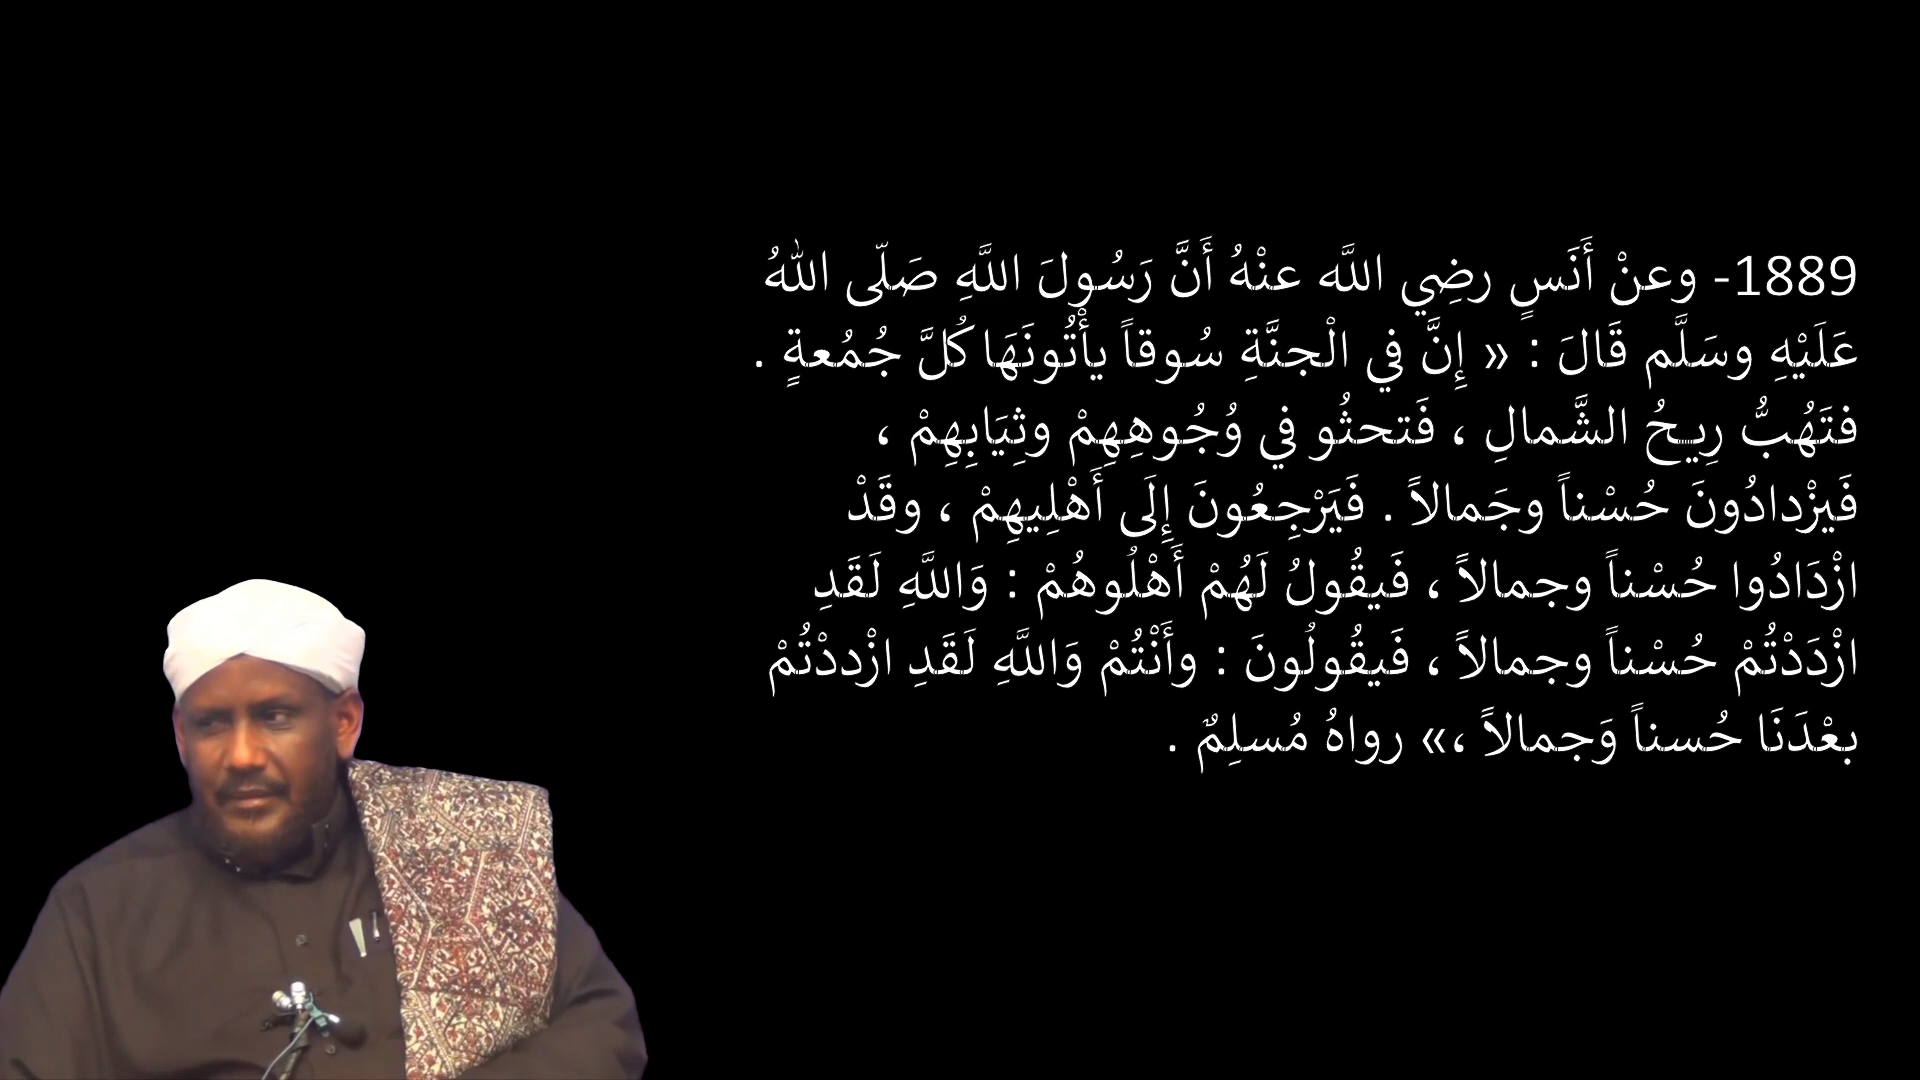 1889- وعنْ أَنَسٍ رضِي اللَّه عنْهُ أَنَّ رَسُولَ اللَّهِ صَلّى اللهُ
عَلَيْهِ وسَلَّم قَالَ : « إِنَّ في الْجنَّةِ سُوقاً يأْتُونَهَا كُلَّ جُمُعةٍ .
فتَهُبُّ رِيحُ الشَّمالِ ، فَتحثُو في وُجُوهِهِمْ وثِيَابِهِمْ ،
فَيزْدادُونَ حُسْناً وجَمالاً . فَيَرْجِعُونَ إِلَى أَهْلِيهِمْ ، وقَدْ
ازْدَادُوا حُسْناً وجمالاً ، فَيقُولُ لَهُمْ أَهْلُوهُمْ : وَاللَّهِ لَقَدِ
ازْدَدْتُمْ حُسْناً وجمالاً ، فَيقُولُونَ : وأَنْتُمْ وَاللَّهِ لَقَدِ ازْددْتُمْ
بعْدَنَا حُسناً وَجمالاً ،» رواهُ مُسلِمٌ .